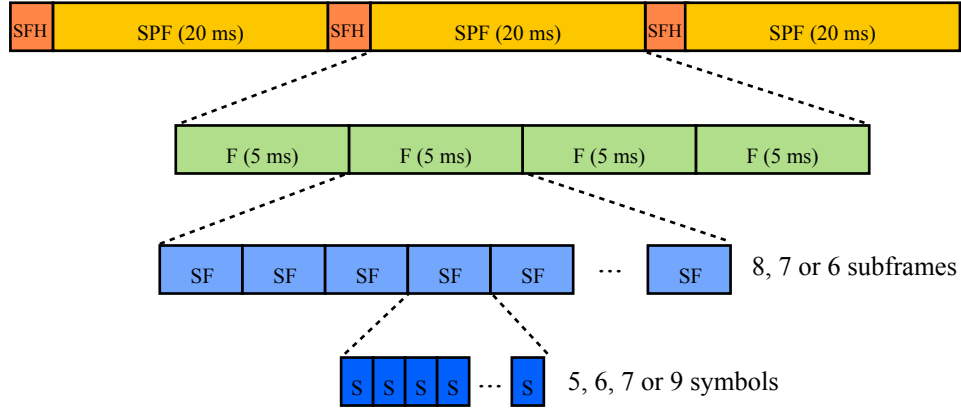 SFH SPF (20 ms) SFH SPF (20 ms) SFH SPF (20 ms)
F (5 ms) F (5 ms) F (5 ms) F (5 ms)
SF SF SF SF SF ... SF 8, 7 or 6 subframes
S S S S ... S 5, 6, 7 or 9 symbols